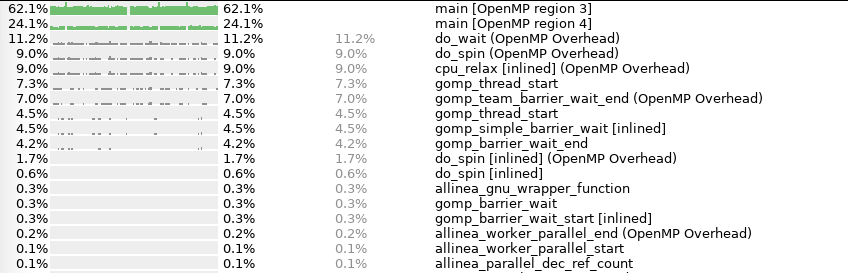 62.1% 62.1% main [OpenMP region 3]
24.1% 24.1% main [OpenMP region 4]
11.2% 11.2% 11.2% do_wait (OpenMP Overhead)
9.0% 9.0% 9.0% do_spin (OpenMP Overhead)
9.0% 9.0% 9.0% cpu_relax [inlined] (OpenMP Overhead)
7.3% 7.3% 7.3% gomp_thread_start
7.0% 7.0% 7.0% gomp_team_barrier_wait_end (OpenMP Overhead)
4.5% 4.5% 4.5% gomp_thread_start
4.5% 4.5% 4.5% gomp_simple_barrier_wait [inlined]
4.2% 4.2% 4.2% gomp_barrier_wait_end
1.7% 1.7% 1.7% do_spin [inlined] (OpenMP Overhead)
0.6% 0.6% 0.6% do_spin [inlined]
0.3% 0.3% 0.3% allinea_gnu_wrapper_function
0.3% 0.3% 0.3% gomp_barrier_wait
0.3% 0.3% 0.3% gomp_barrier_wait_start [inlined]
0.2% 0.2% 0.2% allinea_worker_parallel_end (OpenMP Overhead)
0.1% 0.1% 0.1% allinea_worker_parallel_start
0.1% 0.1% 0.1% allinea_parallel_dec_ref_count